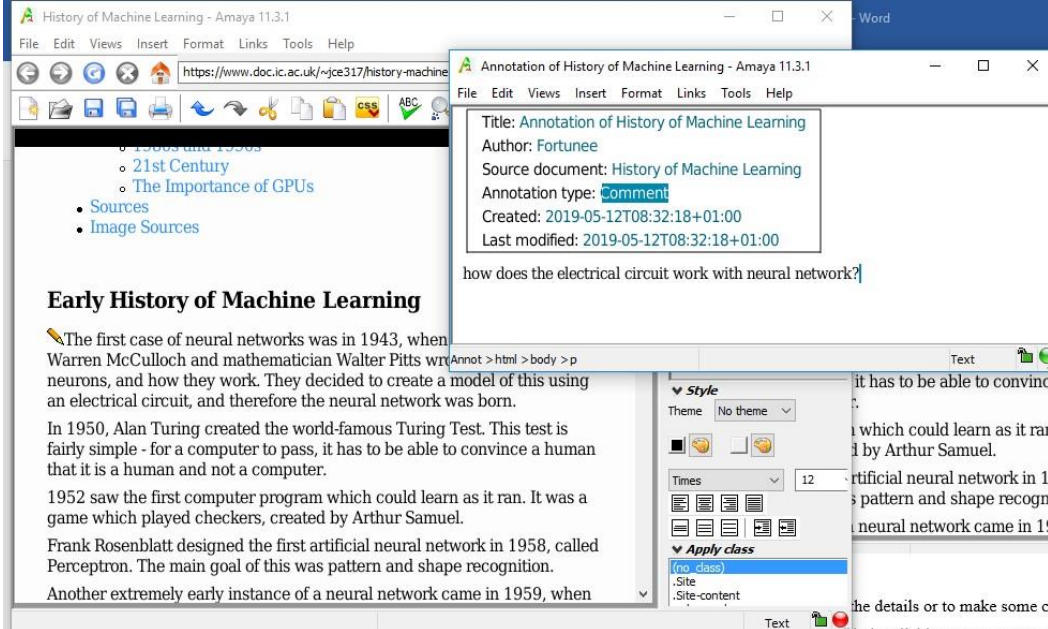 History of Machine Learning - Amaya 11.3.1
- Word
File Edit Views Insert Format Links Tools Help
https://www.doc.ic.ac.uk/~jce317/history-machine
CSS
ABC
21st Century
The Importance of GPUs
Sources
Image Sources
Early History of Machine Learning
The first case of neural networks was in 1943, when
Warren McCulloch and mathematician Walter Pitts
neurons, and how they work. They decided to create a model of this using
an electrical circuit, and therefore the neural network was born.
In 1950, Alan Turing created the world-famous Turing Test. This test is
fairly simple - for a computer to pass, it has to be able to convince a human
that it is a human and not a computer.
1952 saw the first computer program which could learn as it ran. It was a
game which played checkers, created by Arthur Samuel.
Frank Rosenblatt designed the first artificial neural network in 1958, called
Perceptron. The main goal of this was pattern and shape recognition.
Another extremely early instance of a neural network came in 1959, when
Annotation of History of Machine Learning - Amaya 11.3.1
File Edit Views Insert Format Links Tools Help
Title: Annotation of History of Machine Learning
Author: Fortunee
Source document: History of Machine Learning
Annotation type: Comment
Created: 2019-05-12T08:32:18+01:00
Last modified: 2019-05-12T08:32:18+01:00
how does the electrical circuit work with neural network?
Annot > html > body > p
Text
Style
Theme No theme
Times 12
Apply class
(no_class)
.Site
.Site-content
Text
it has to be able to
which could learn as it
by Arthur Samuel.
neural network in
pattern and shape
neural network came in
the details or to make some